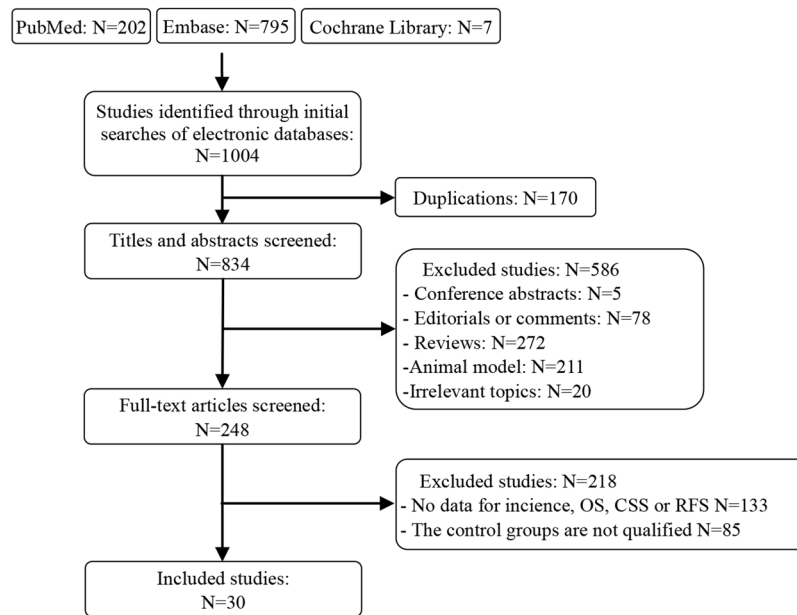 PubMed: N=202
Embase: N=795
Cochrane Library: N=7
Studies identified through initial
searches of electronic databases:
N=1004
Duplications: N=170
Titles and abstracts screened:
N=834
Excluded studies: N=586
- Conference abstracts: N=5
- Editorials or comments: N=78
- Reviews: N=272
-Animal model: N=211
-Irrelevant topics: N=20
Full-text articles screened:
N=248
Excluded studies: N=218
- No data for incience, OS, CSS or RFS N=133
- The control groups are not qualified N=85
Included studies:
N=30